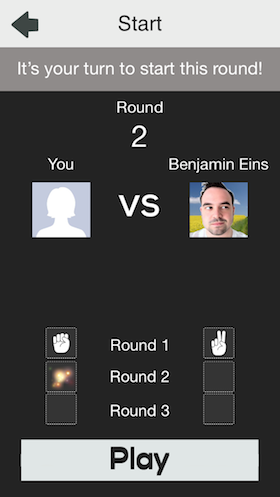 Start
It's your turn to start this round!
Round
2
You
Benjamin Eins
VS
Round 1
Round 2
Round 3
Play